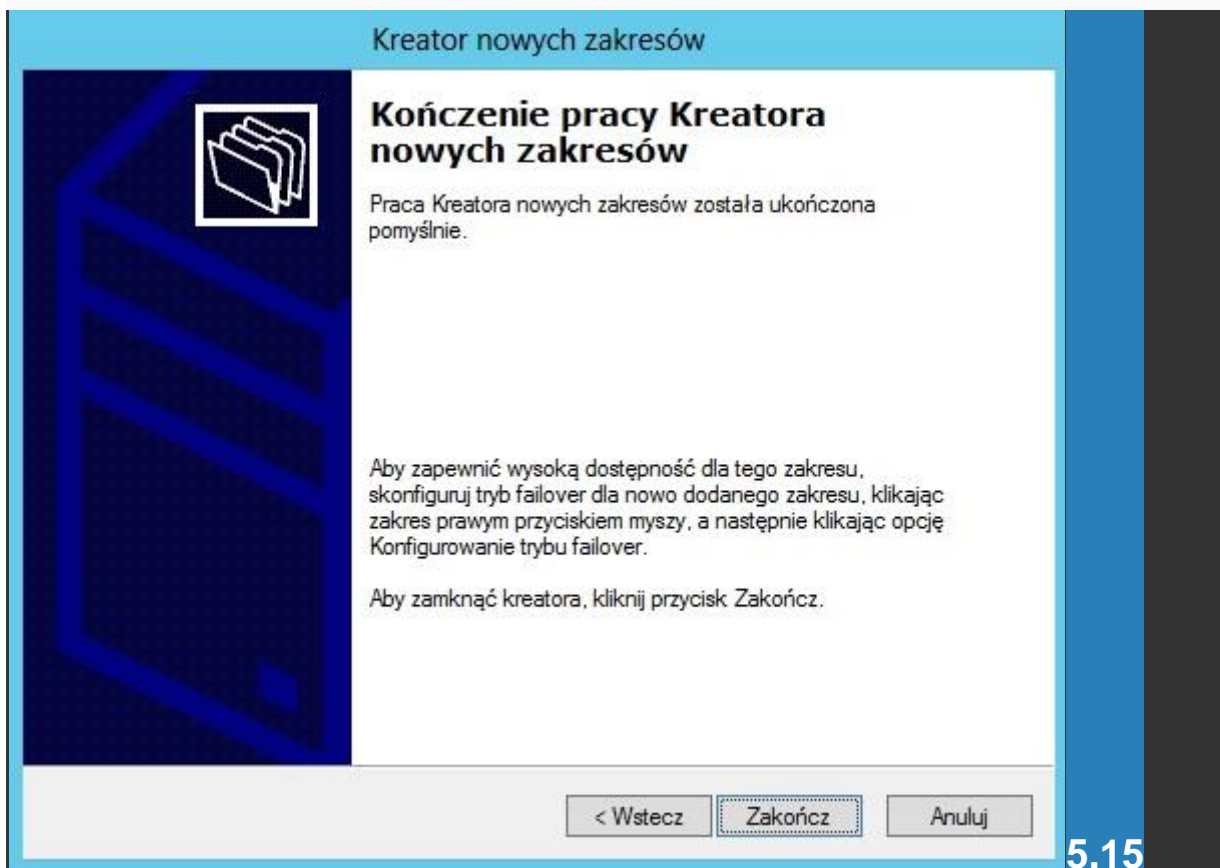 Kreator nowych zakresów
Kończenie pracy Kreatora
nowych zakresów
Praca Kreatora nowych zakresów została ukończona
pomyślnie.
Aby zapewnić wysoką dostępność dla tego zakresu,
skonfiguruj tryb failover dla nowo dodanego zakresu, klikając
zakres prawym przyciskiem myszy, a następnie klikając opcję
Konfigurowanie trybu failover.
Aby zamknąć kreatora, kliknij przycisk Zakończ.
< Wstecz
Zakończ
Anuluj
5.15